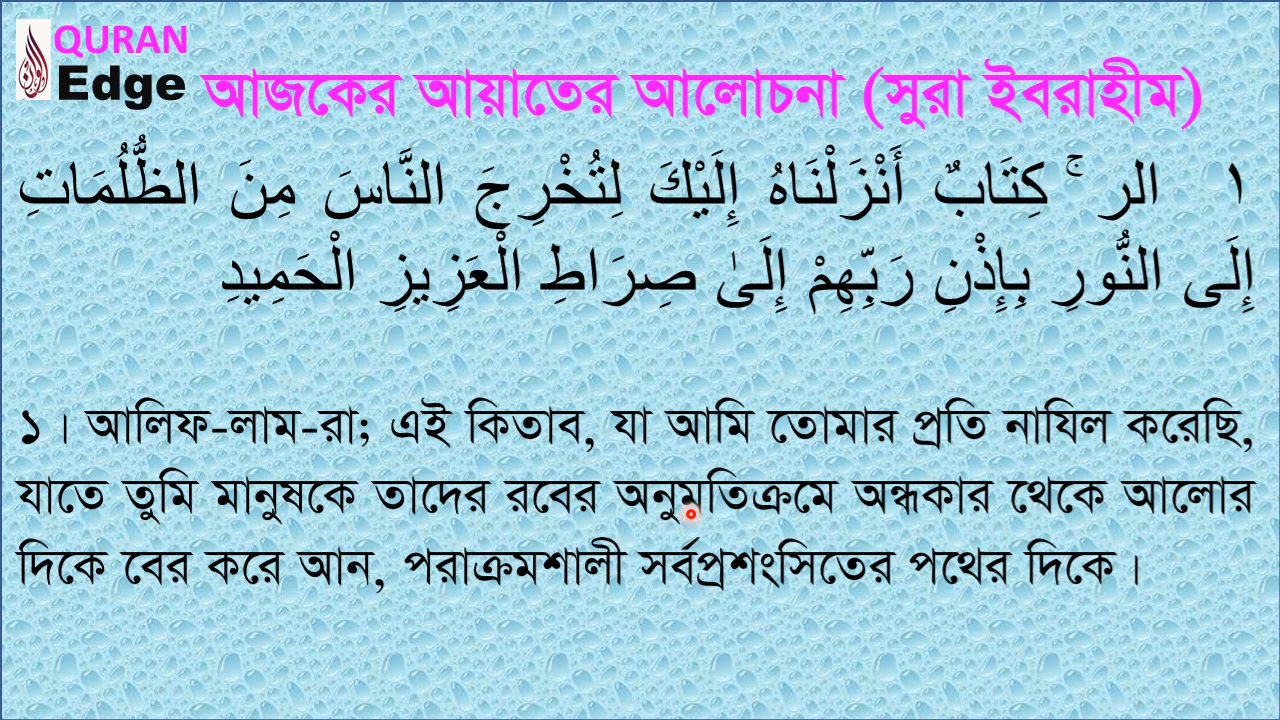 QURAN
Edge
আজকের আয়াতের আলোচনা (সুরা ইবরাহীম)
١ الر ۚ كِتَابٌ أَنْزَلْنَاهُ إِلَيْكَ لِتُخْرِجَ النَّاسَ مِنَ الظُّلُمَاتِ
إِلَى النُّورِ بِإِذْنِ رَبِّهِمْ إِلَىٰ صِرَاطِ الْعَزِيزِ الْحَمِيدِ
১। আলিফ-লাম-রা; এই কিতাব, যা আমি তোমার প্রতি নাযিল করেছি,
যাতে তুমি মানুষকে তাদের রবের অনুমতিক্রমে অন্ধকার থেকে আলোর
দিকে বের করে আন, পরাক্রমশালী সর্বপ্রশংসিতের পথের দিকে।